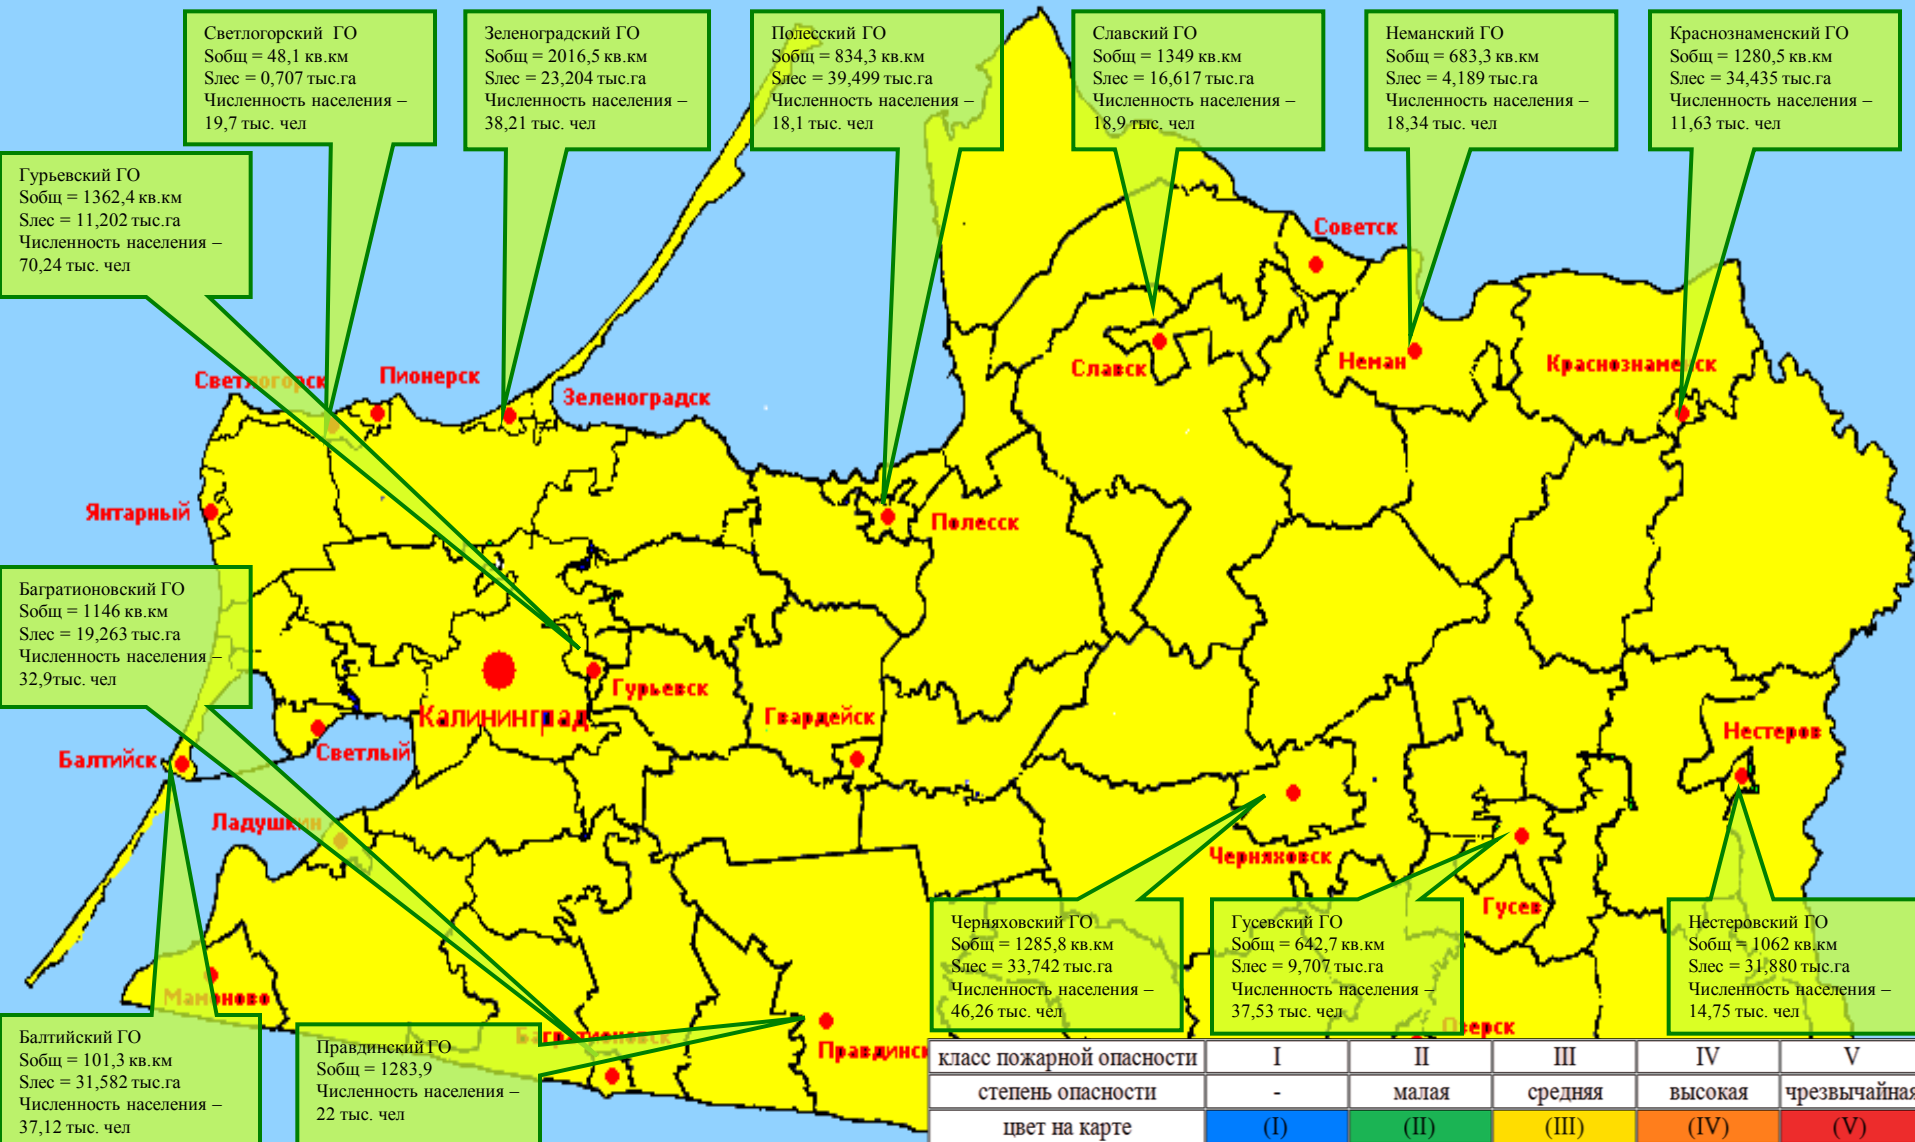 Светлогорский ГО
Sобщ = 48,1 кв.км
Sлес = 0,707 тыс.га
Численность населения –
19,7 тыс. чел
Зеленоградский ГО
Sобщ = 2016,5 кв.км
Sлес = 23,204 тыс.га
Численность населения –
38,21 тыс. чел
Полесский ГО
Sобщ = 834,3 кв.км
Sлес = 39,499 тыс.га
Численность населения –
18,1 тыс. чел
Славский ГО
Sобщ = 1349 кв.км
Sлес = 16,617 тыс.га
Численность населения –
18,9 тыс. чел
Неманский ГО
Sобщ = 683,3 кв.км
Sлес = 4,189 тыс.га
Численность населения –
18,34 тыс. чел
Краснознаменский ГО
Sобщ = 1280,5 кв.км
Sлес = 34,435 тыс.га
Численность населения –
11,63 тыс. чел
Гурьевский ГО
Sобщ = 1362,4 кв.км
Sлес = 11,202 тыс.га
Численность населения –
70,24 тыс. чел
Советск
Светлогорск
Пионерск
Зеленоградск
Славск
Неман
Краснознаменск
Янтарный
Полесск
Багратионовский ГО
Sобщ = 1146 кв.км
Sлес = 19,263 тыс.га
Численность населения –
32,9тыс. чел
Гурьевск
Калининград
Гвардейск
Нестеров
Балтийск
Светлый
Ладушкин
Черняховск
Гусев
Мамоново
Черняховский ГО
Sобщ = 1285,8 кв.км
Sлес = 33,742 тыс.га
Численность населения –
46,26 тыс. чел
Гусевский ГО
Sобщ = 642,7 кв.км
Sлес = 9,707 тыс.га
Численность населения –
37,53 тыс. чел
Нестеровский ГО
Sобщ = 1062 кв.км
Sлес = 31,880 тыс.га
Численность населения –
14,75 тыс. чел
Балтийский ГО
Sобщ = 101,3 кв.км
Sлес = 31,582 тыс.га
Численность населения –
37,12 тыс. чел
Правдинский ГО
Sобщ = 1283,9
Численность населения –
22 тыс. чел
Багратионовск
Правдинск
Озерск
класс пожарной опасности I II III IV V
степень опасности - малая средняя высокая чрезвычайная
цвет на карте (I) (II) (III) (IV) (V)